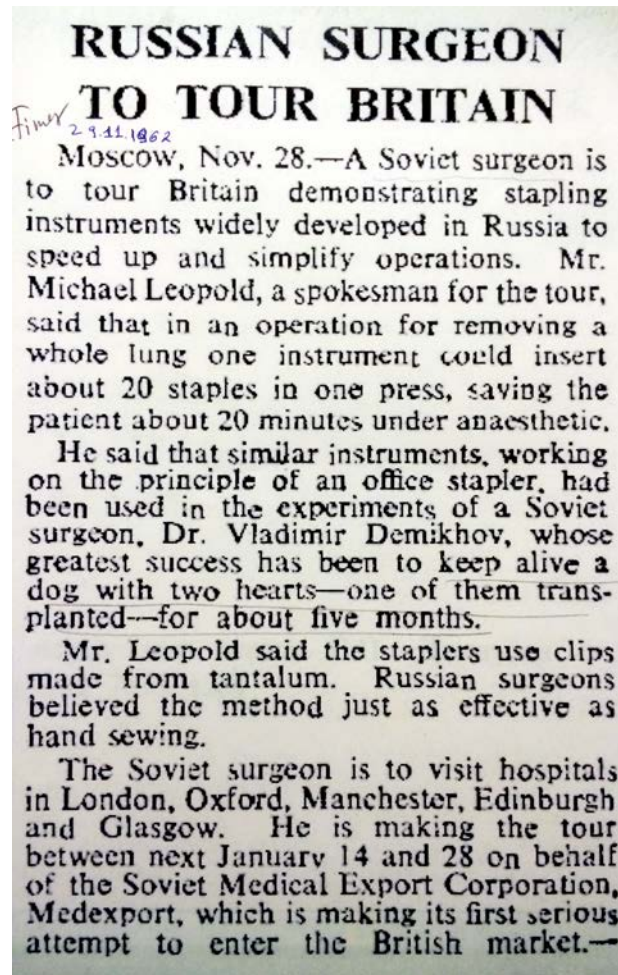 RUSSIAN SURGEON
TO TOUR BRITAIN
Times
29.11.1962
Moscow, Nov. 28.—A Soviet surgeon is
to tour Britain demonstrating stapling
instruments widely developed in Russia to
speed up and simplify operations. Mr.
Michael Leopold, a spokesman for the tour,
said that in an operation for removing a
whole lung one instrument could insert
about 20 staples in one press, saving the
patient about 20 minutes under anaesthetic.
He said that similar instruments, working
on the principle of an office stapler, had
been used in the experiments of a Soviet
surgeon, Dr. Vladimir Demikhov, whose
greatest success has been to keep alive a
dog with two hearts—one of them trans-
planted—for about five months.
Mr. Leopold said the staplers use clips
made from tantalum. Russian surgeons
believed the method just as effective as
hand sewing.
The Soviet surgeon is to visit hospitals
in London, Oxford, Manchester, Edinburgh
and Glasgow. He is making the tour
between next January 14 and 28 on behalf
of the Soviet Medical Export Corporation,
Medexport, which is making its first serious
attempt to enter the British market.—